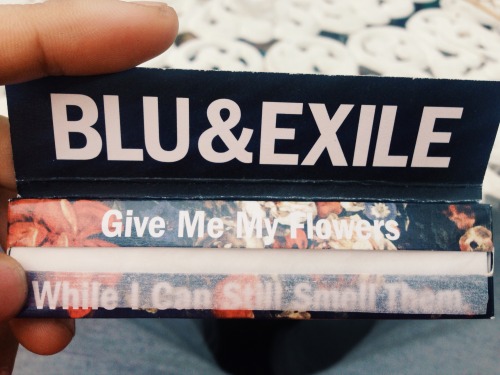 BLU&EXILE
Give Me My Flowers
While I Can Still Smell Them